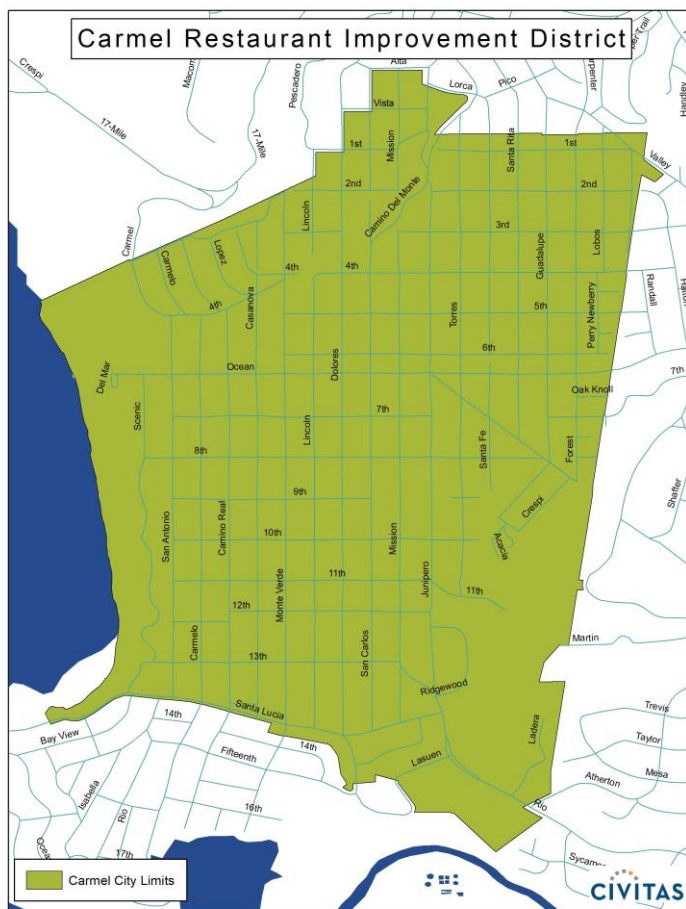 Carmel Restaurant Improvement District
Crespi
Pescadero
Alta
Lorca
Pico
Handley
17-Mile
17-Mile
Vista
Mission
1st
Santa Rita
1st
Valley
2nd
2nd
Camino Del Monte
Lincoln
3rd
Carmel
Carmelo
Lopez
Guadalupe
Lobos
4th
4th
4th
Casanova
Randall
Torres
5th
Perry Newberry
6th
Ocean
Dolores
Del Mar
7th
Oak Knoll
Scenic
7th
Lincoln
8th
Santa Fe
Forest
9th
Crespi
Shafter
San Antonio
Camino Real
10th
Mission
Acacia
11th
Junipero
11th
12th
Monte Verde
Carmelo
San Carlos
Martin
13th
Ridgewood
Santa Lucia
Ladera
Trevis
14th
Bay View
Fifteenth
14th
Lasuen
Taylor
Mesa
Atherton
Isabella
Rio
Rio
16th
17th
Carmel City Limits
CIVITAS